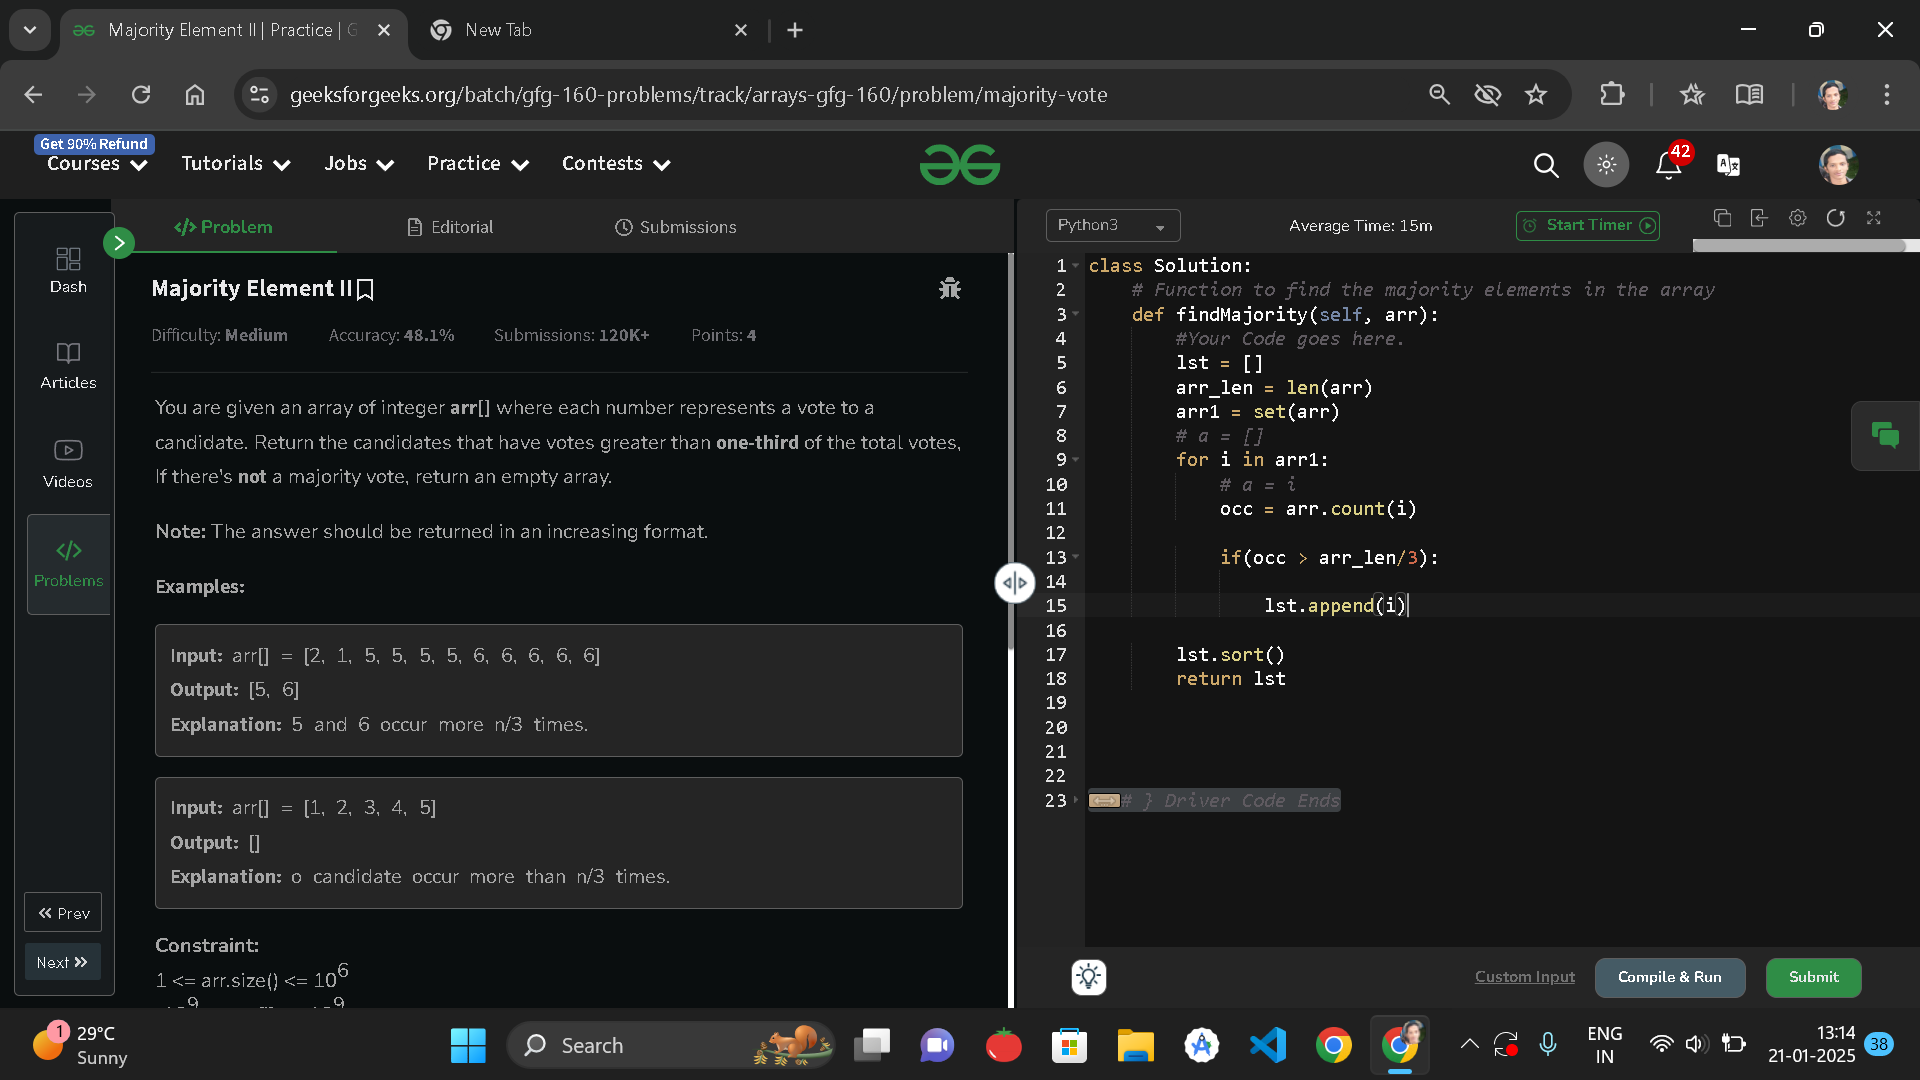 Majority Element II | Practice | G
New Tab
geeksforgeeks.org/batch/gfg-160-problems/track/arrays-gfg-160/problem/majority-vote
Get 90% Refund
Courses
Tutorials
Jobs
Practice
Contests
42
Dash
Articles
Videos
</>
Problems
Prev
Next
</> Problem
Editorial
Submissions
Majority Element II
Difficulty: Medium
Accuracy: 48.1%
Submissions: 120K+
Points: 4
You are given an array of integer arr[] where each number represents a vote to a
candidate. Return the candidates that have votes greater than one-third of the total votes,
If there's not a majority vote, return an empty array.
Note: The answer should be returned in an increasing format.
Examples:
Input: arr[] = [2, 1, 5, 5, 5, 5, 6, 6, 6, 6, 6]
Output: [5, 6]
Explanation: 5 and 6 occur more n/3 times.
Input: arr[] = [1, 2, 3, 4, 5]
Output: []
Explanation: o candidate occur more than n/3 times.
Constraint:
1 <= arr.size() <= 10^6
Python3
Average Time: 15m
Start Timer
1 class Solution:
2 # Function to find the majority elements in the array
3 def findMajority(self, arr):
4 #Your Code goes here.
5 lst = []
6 arr_len = len(arr)
7 arr1 = set(arr)
8 # a = []
9 for i in arr1:
10 # a = i
11 occ = arr.count(i)
12
13 if(occ > arr_len/3):
14
15 lst.append(i)
16
17 lst.sort()
18 return lst
19
20
21
22
23 # } Driver Code Ends
Custom Input
Compile & Run
Submit
1
29°C
Sunny
Search
ENG
IN
13:14
21-01-2025
38